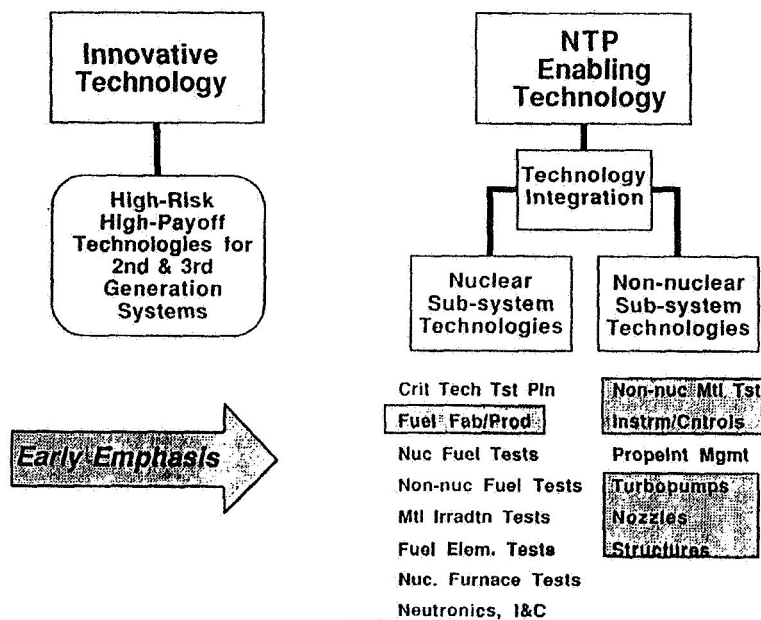 Innovative
Technology
High-Risk
High-Payoff
Technologies for
2nd & 3rd
Generation
Systems
Early Emphasis
NTP
Enabling
Technology
Technology
Integration
Nuclear
Sub-system
Technologies
Crit Tech Tst Pln
Fuel Fab/Prod
Nuc Fuel Tests
Non-nuc Fuel Tests
Mtl Irradtn Tests
Fuel Elem. Tests
Nuc. Furnace Tests
Neutronics, I&C
Non-nuclear
Sub-system
Technologies
Non-nuc Mtl Tst
Instrm/Cntrols
Propelnt Mgmt
Turbobumps
Nozzles
Structures